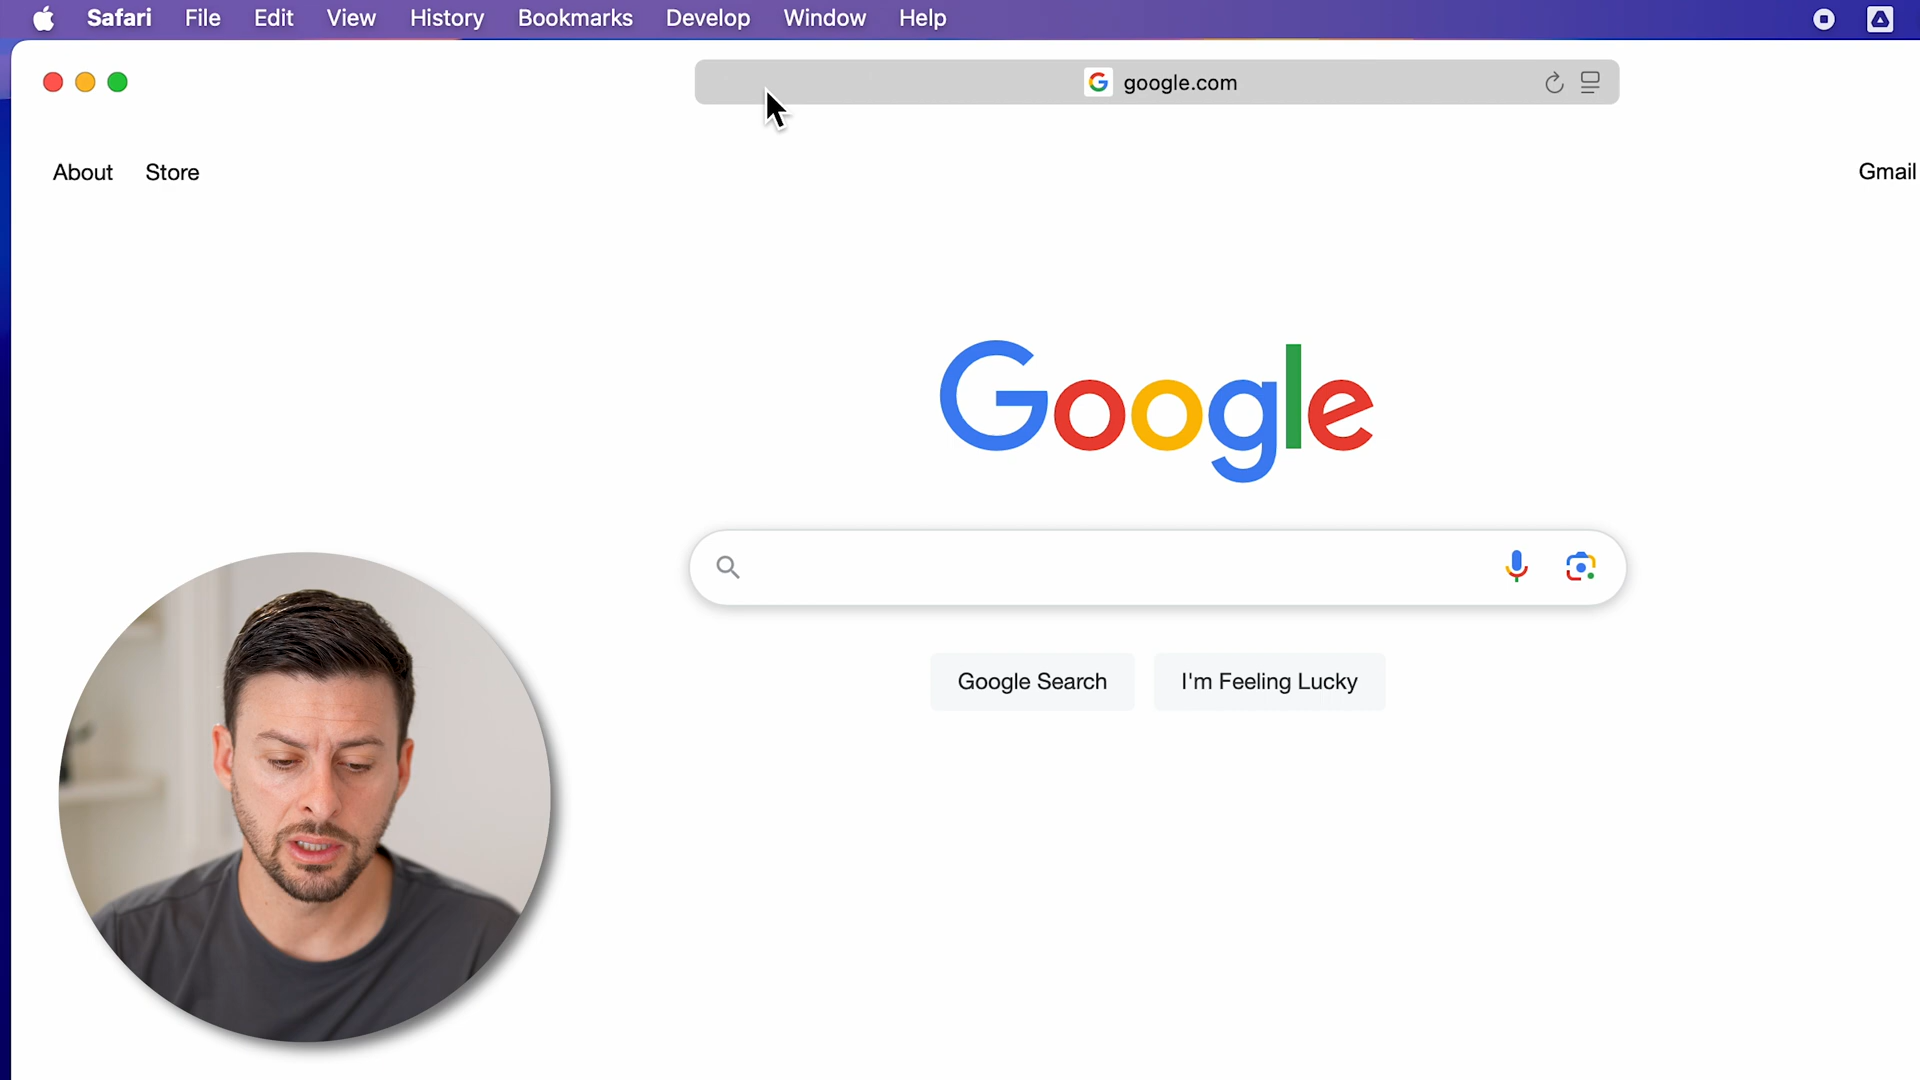 Safari File Edit View History Bookmarks Develop Window Help
google.com
About Store
Gmail
Google
Google Search I'm Feeling Lucky